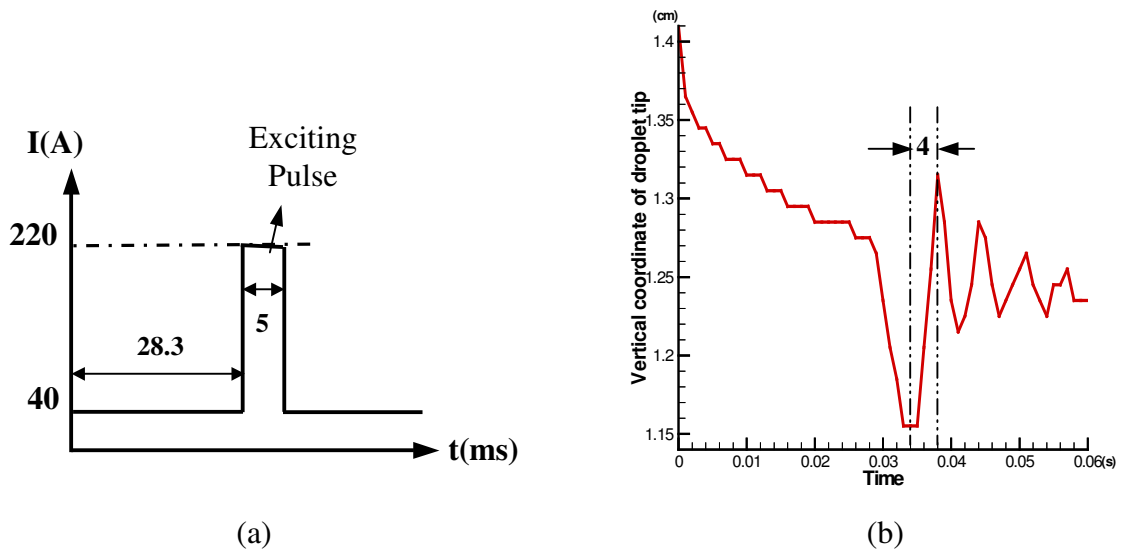 I(A)
Exciting
Pulse
220
5
28.3
40
t(ms)
(a)
(cm)
1.4
1.35
1.3
1.25
1.2
1.15
Vertical coordinate of droplet tip
4
0
0.01
0.02
0.03
0.04
0.05
0.06(s)
Time
(b)